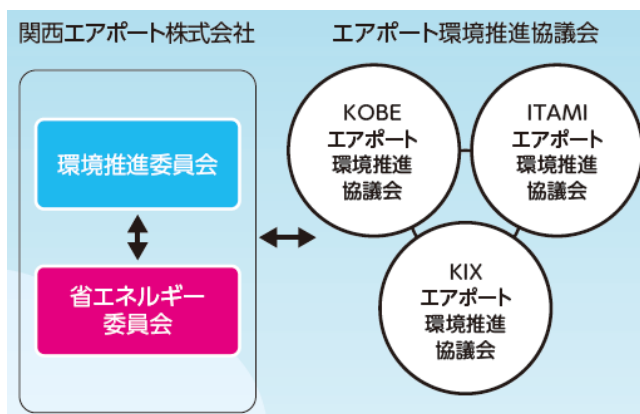 関西エアポート株式会社
エアポート環境推進協議会
環境推進委員会
省エネルギー
委員会
KOBE
エアポート
環境推進
協議会
ITAMI
エアポート
環境推進
協議会
KIX
エアポート
環境推進
協議会